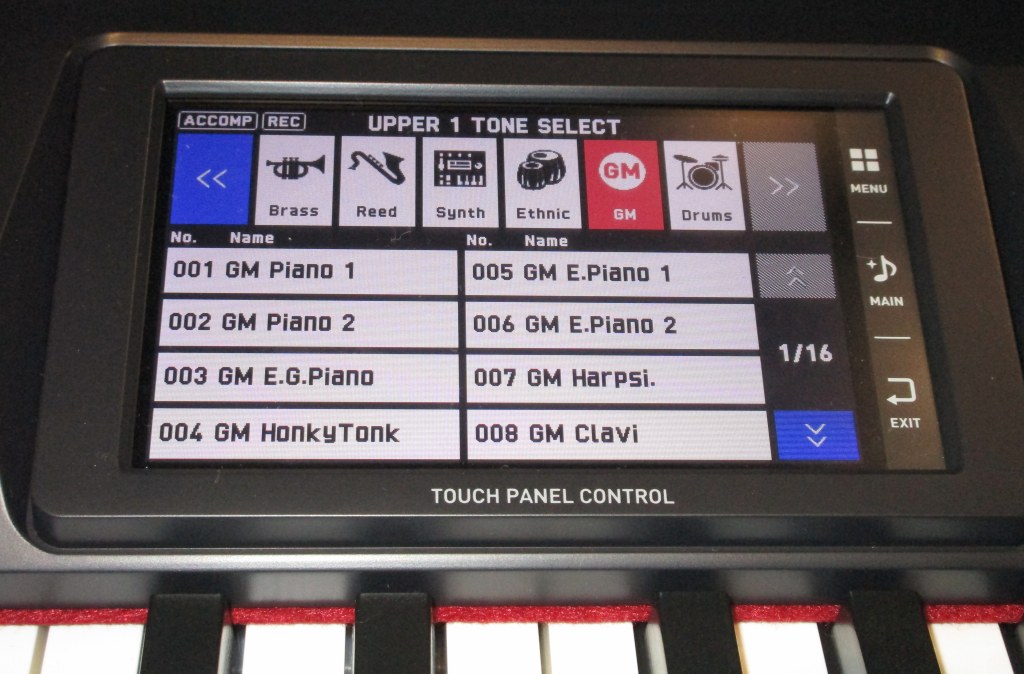 ACCOMP REC UPPER 1 TONE SELECT
<< Brass Reed Synth Ethnic GM GM Drums >>
MENU
No. Name No. Name
001 GM Piano 1 005 GM E.Piano 1
MAIN
002 GM Piano 2 006 GM E.Piano 2
1/16
003 GM E.G.Piano 007 GM Harpsi.
004 GM HonkyTonk 008 GM Clavi
EXIT
TOUCH PANEL CONTROL